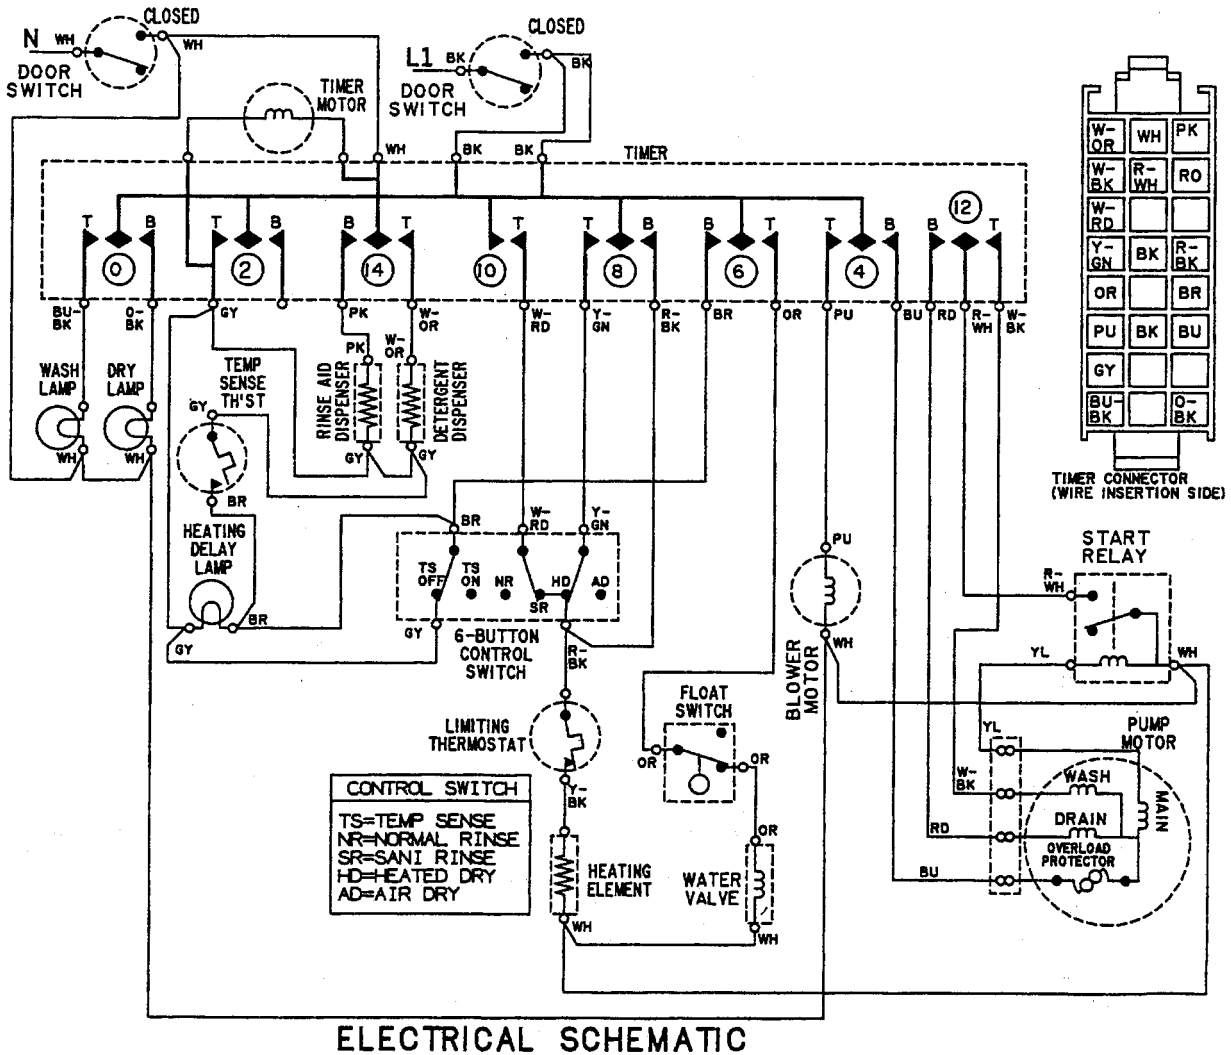 N
WH
CLOSED
WH
DOOR
SWITCH
L1
BK
CLOSED
BK
DOOR
SWITCH
TIMER
MOTOR
WH
BK
BK
TIMER
T
B
T
B
B
T
T
T
B
B
T
T
B
B
T
0
2
14
10
8
6
4
12
BU-
BK
O-
BK
GY
PK
W-
OR
W-
RD
Y-
GN
R-
BK
BR
OR
PU
BU
RD
R-
WH
W-
BK
WASH
LAMP
DRY
LAMP
WH
WH
TEMP
SENSE
TH'ST
GY
BR
PK
W-
OR
RINSE AID
DISPENSER
DETERGENT
DISPENSER
GY
GY
HEATING
DELAY
LAMP
BR
GY
BR
W-
RD
Y-
GN
TS
OFF
TS
ON
NR
SR
HD
AD
GY
6-BUTTON
CONTROL
SWITCH
R-
BK
LIMITING
THERMOSTAT
Y-
BK
CONTROL SWITCH
TS=TEMP SENSE
NR=NORMAL RINSE
SR=SANI RINSE
HD=HEATED DRY
AD=AIR DRY
HEATING
ELEMENT
WH
FLOAT
SWITCH
OR
OR
OR
WATER
VALVE
WH
PU
BLOWER
MOTOR
WH
W-
OR
WH
PK
W-
BK
R-
WH
RO
W-
RD
Y-
GN
BK
R-
BK
OR
BR
PU
BK
BU
GY
BU-
BK
O-
BK
TIMER CONNECTOR
(WIRE INSERTION SIDE)
START
RELAY
R-
WH
YL
WH
YL
PUMP
MOTOR
W-
BK
WASH
MAIN
RD
DRAIN
OVERLOAD
PROTECTOR
BU
ELECTRICAL SCHEMATIC